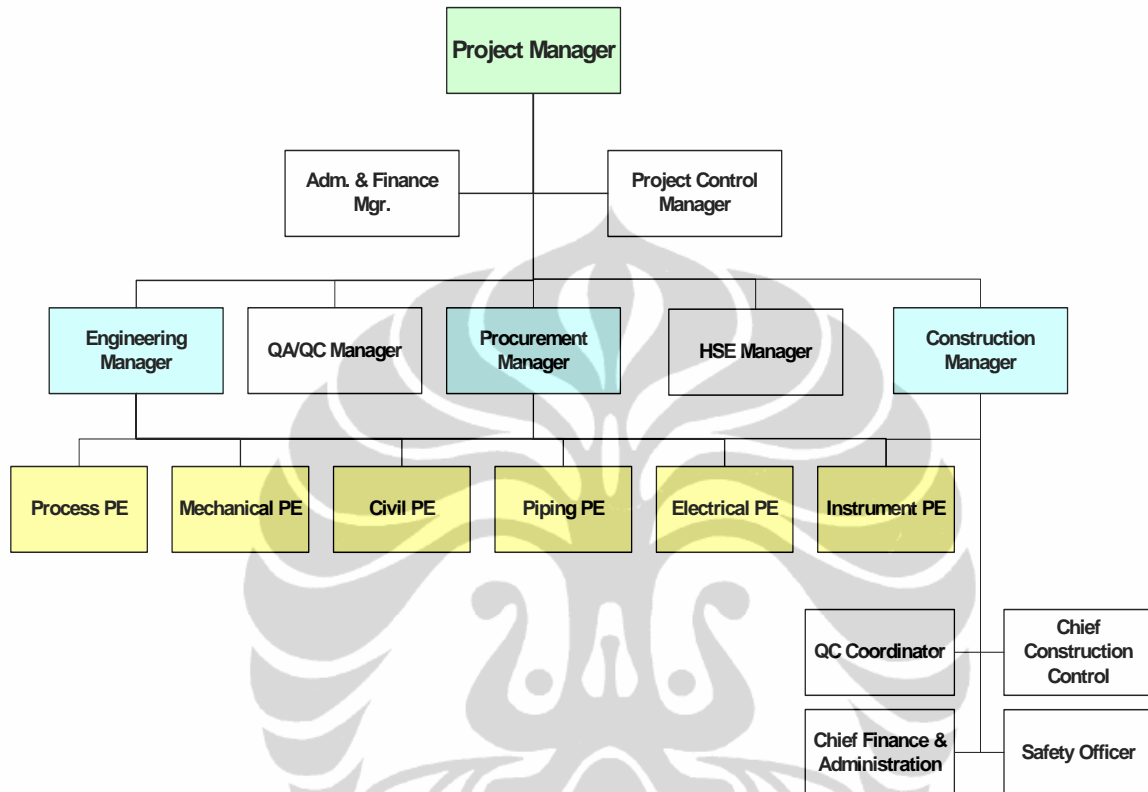 Project Manager
Adm. & Finance
Mgr.
Project Control
Manager
Engineering
Manager
QA/QC Manager
Procurement
Manager
HSE Manager
Construction
Manager
Process PE
Mechanical PE
Civil PE
Piping PE
Electrical PE
Instrument PE
QC Coordinator
Chief
Construction
Control
Chief Finance &
Administration
Safety Officer